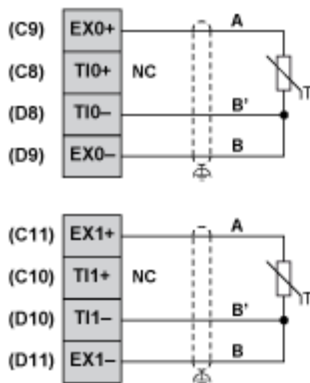 (C9) EX0+ A
(C8) TI0+ NC T
(D8) TI0– B'
(D9) EX0– B
(C11) EX1+ A
(C10) TI1+ NC T
(D10) TI1– B'
(D11) EX1– B